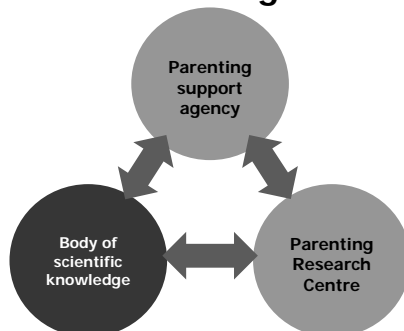 Parenting
support
agency
Body of
scientific
knowledge
Parenting
Research
Centre